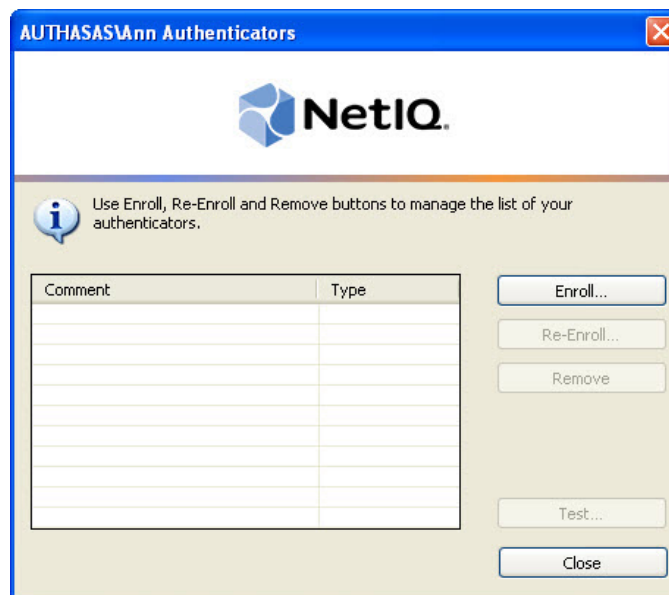 AUTHASAS\Ann Authenticators
NetIQ.
Use Enroll, Re-Enroll and Remove buttons to manage the list of your
authenticators.
Comment Type
Enroll...
Re-Enroll...
Remove
Test...
Close